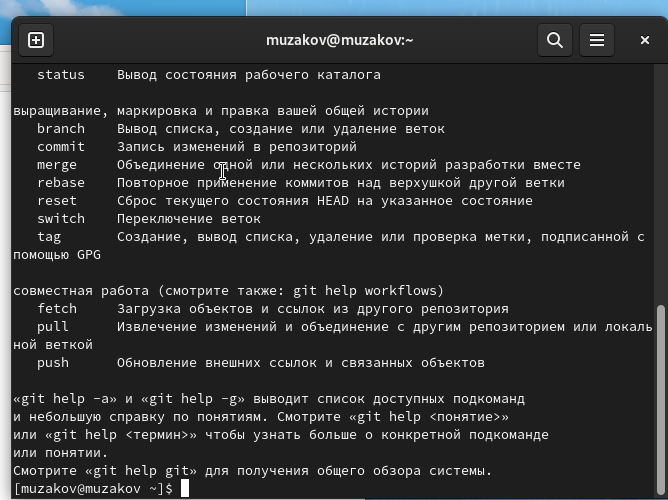 muzakov@muzakov:~
status Вывод состояния рабочего каталога
выращивание, маркировка и правка вашей общей истории
branch Вывод списка, создание или удаление веток
commit Запись изменений в репозиторий
merge Объединение одной или нескольких историй разработки вместе
rebase Повторное применение коммитов над верхушкой другой ветки
reset Сброс текущего состояния HEAD на указанное состояние
switch Переключение веток
tag Создание, вывод списка, удаление или проверка метки, подписанной с
помощью GPG
совместная работа (смотрите также: git help workflows)
fetch Загрузка объектов и ссылок из другого репозитория
pull Извлечение изменений и объединение с другим репозиторием или локаль
ной веткой
push Обновление внешних ссылок и связанных объектов
«git help -a» и «git help -g» выводит список доступных подкоманд
и небольшую справку по понятиям. Смотрите «git help <понятие>»
или «git help <термин>» чтобы узнать больше о конкретной подкоманде
или понятии.
Смотрите «git help git» для получения общего обзора системы.
[muzakov@muzakov ~]$